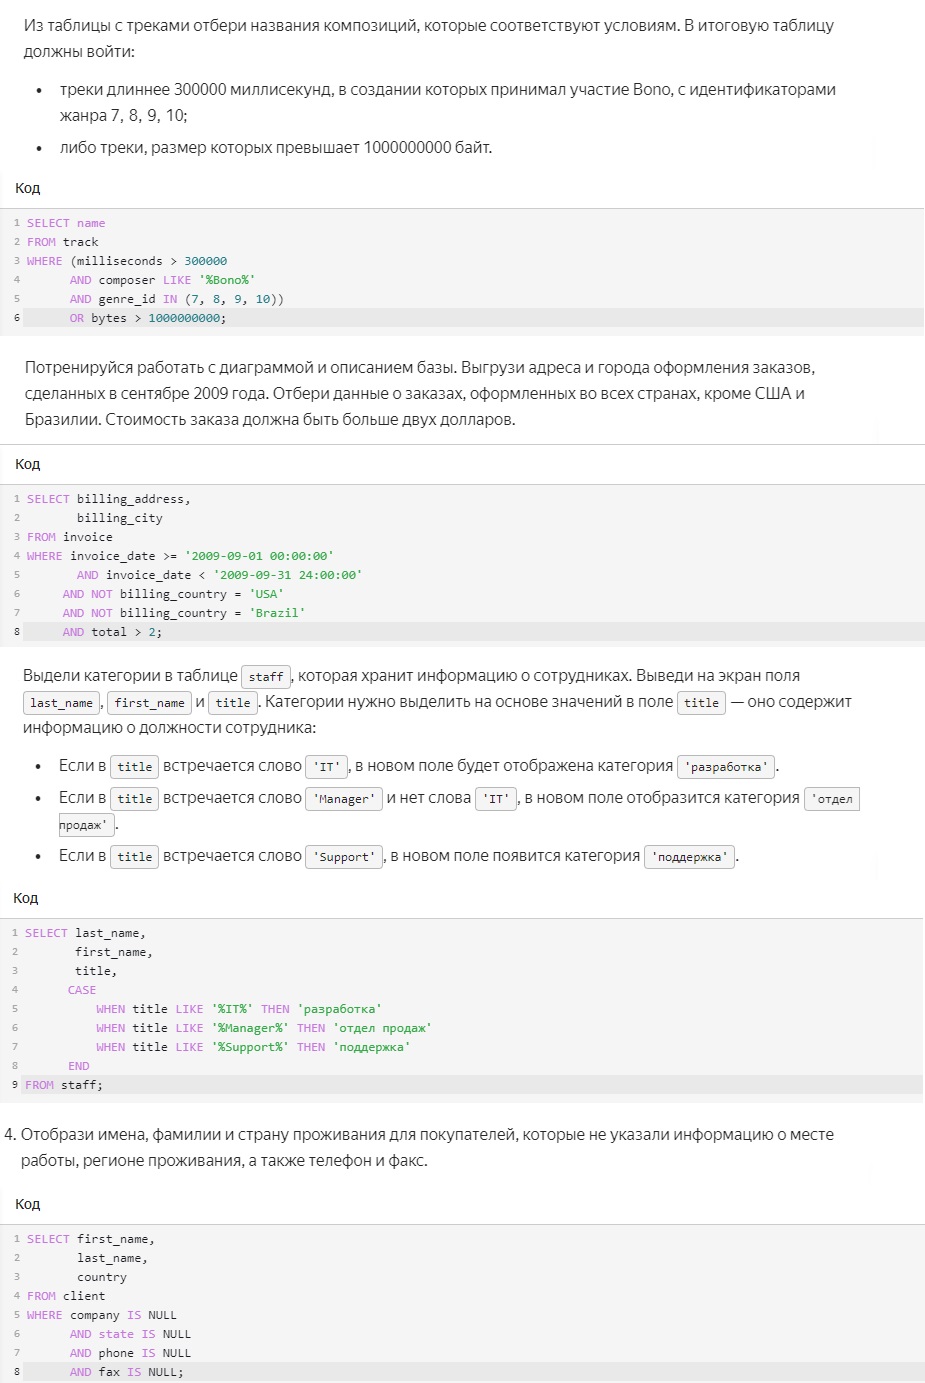 Из таблицы с треками отбери названия композиций, которые соответствуют условиям. В итоговую таблицу
должны войти:
• треки длиннее 300000 миллисекунд, в создании которых принимал участие Bono, с идентификаторами
жанра 7, 8, 9, 10;
• либо треки, размер которых превышает 1000000000 байт.
Код
1 SELECT name
2 FROM track
3 WHERE (milliseconds > 300000
4 AND composer LIKE '%Bono%'
5 AND genre_id IN (7, 8, 9, 10))
6 OR bytes > 1000000000;
Потренируйся работать с диаграммой и описанием базы. Выгрузи адреса и города оформления заказов,
сделанных в сентябре 2009 года. Отбери данные о заказах, оформленных во всех странах, кроме США и
Бразилии. Стоимость заказа должна быть больше двух долларов.
Код
1 SELECT billing_address,
2 billing_city
3 FROM invoice
4 WHERE invoice_date >= '2009-09-01 00:00:00'
5 AND invoice_date < '2009-09-31 24:00:00'
6 AND NOT billing_country = 'USA'
7 AND NOT billing_country = 'Brazil'
8 AND total > 2;
Выдели категории в таблице staff, которая хранит информацию о сотрудниках. Выведи на экран поля
last_name, first_name и title. Категории нужно выделить на основе значений в поле title — оно содержит
информацию о должности сотрудника:
• Если в title встречается слово 'IT', в новом поле будет отображена категория 'разработка'.
• Если в title встречается слово 'Manager' и нет слова 'IT', в новом поле отобразится категория 'отдел
продаж'.
• Если в title встречается слово 'Support', в новом поле появится категория 'поддержка'.
Код
1 SELECT last_name,
2 first_name,
3 title,
4 CASE
5 WHEN title LIKE '%IT%' THEN 'разработка'
6 WHEN title LIKE '%Manager%' THEN 'отдел продаж'
7 WHEN title LIKE '%Support%' THEN 'поддержка'
8 END
9 FROM staff;
4. Отобрази имена, фамилии и страну проживания для покупателей, которые не указали информацию о месте
работы, регионе проживания, а также телефон и факс.
Код
1 SELECT first_name,
2 last_name,
3 country
4 FROM client
5 WHERE company IS NULL
6 AND state IS NULL
7 AND phone IS NULL
8 AND fax IS NULL;